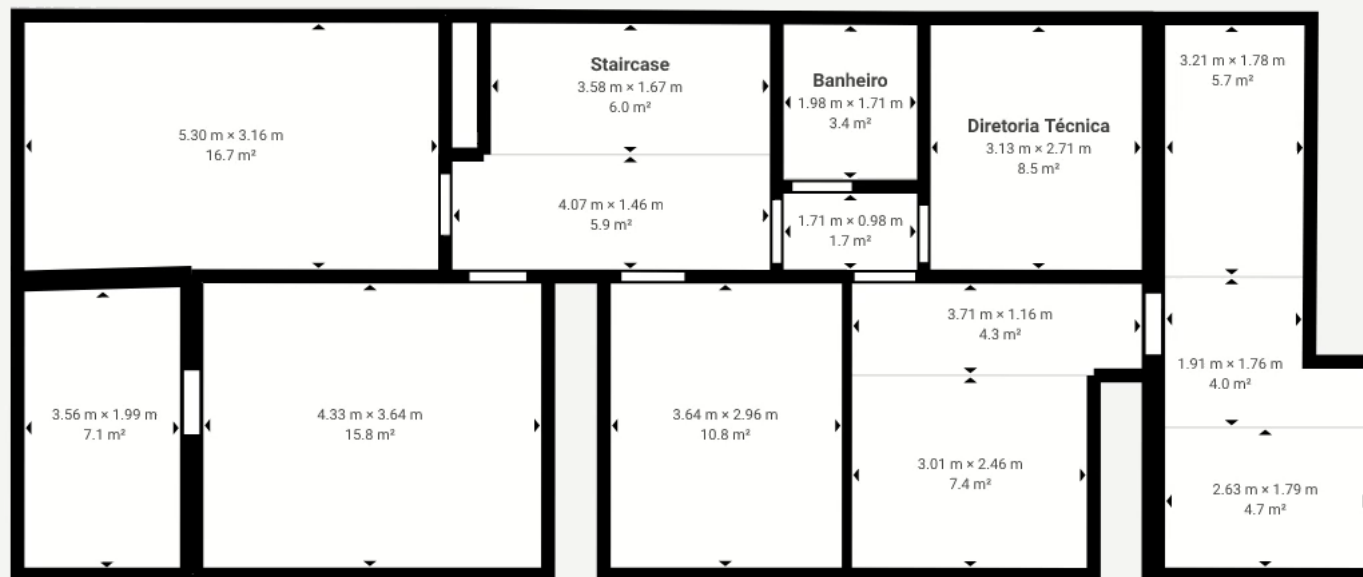 5.30 m × 3.16 m
16.7 m²
Staircase
3.58 m × 1.67 m
6.0 m²
4.07 m × 1.46 m
5.9 m²
Banheiro
1.98 m × 1.71 m
3.4 m²
1.71 m × 0.98 m
1.7 m²
Diretoria Técnica
3.13 m × 2.71 m
8.5 m²
3.21 m × 1.78 m
5.7 m²
3.56 m × 1.99 m
7.1 m²
4.33 m × 3.64 m
15.8 m²
3.64 m × 2.96 m
10.8 m²
3.71 m × 1.16 m
4.3 m²
3.01 m × 2.46 m
7.4 m²
1.91 m × 1.76 m
4.0 m²
2.63 m × 1.79 m
4.7 m²